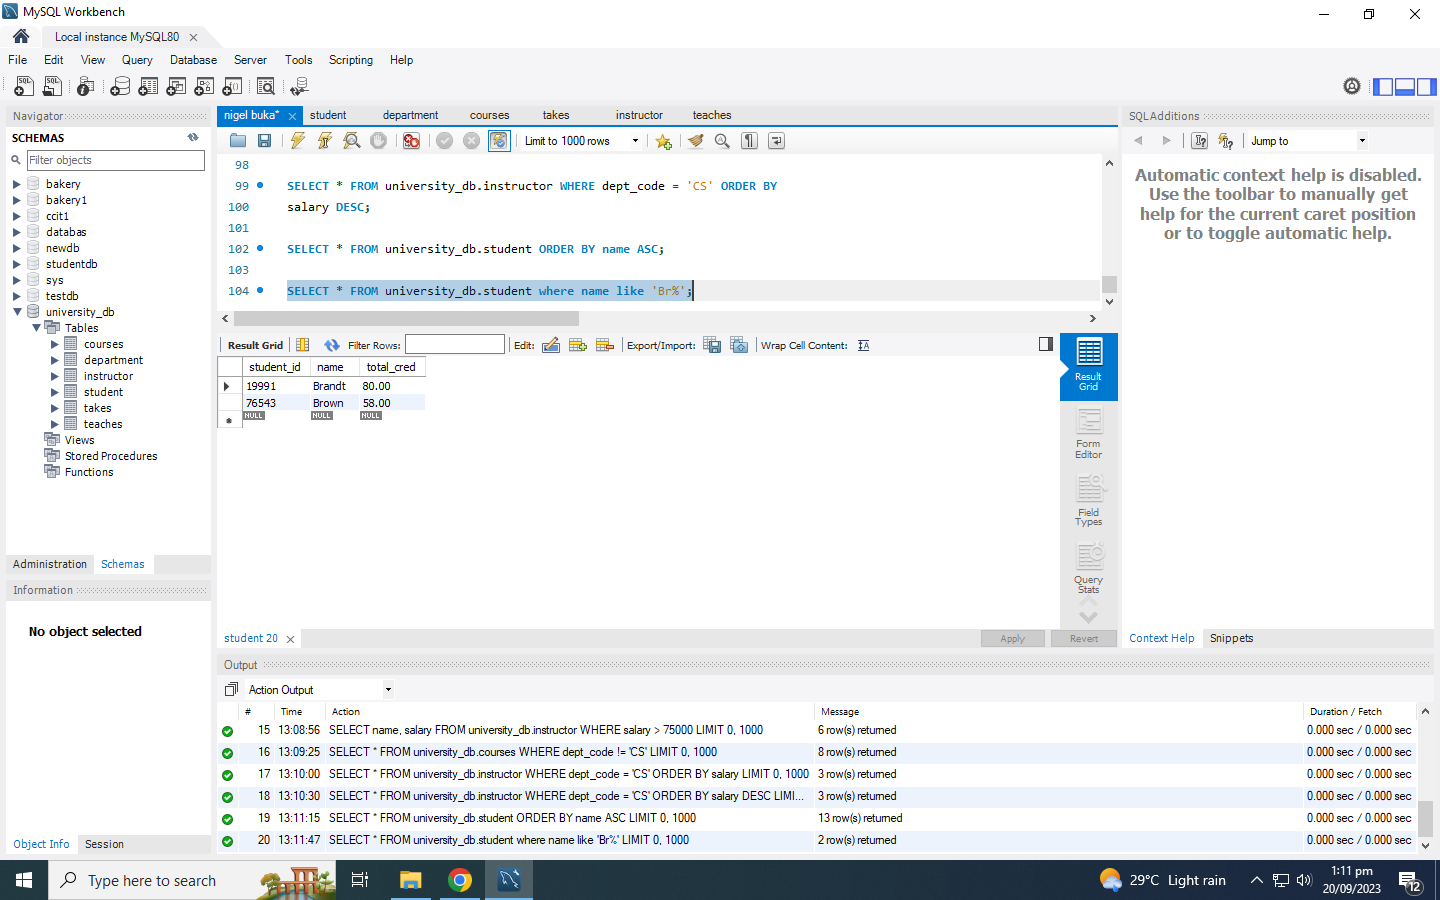 MySQL Workbench
Local instance MySQL80
File Edit View Query Database Server Tools Scripting Help
Navigator
SCHEMAS
Filter objects
bakery
bakery1
ccit1
databas
newdb
studentdb
sys
testdb
university_db
Tables
courses
department
instructor
student
takes
teaches
Views
Stored Procedures
Functions
Administration Schemas
Information
No object selected
Object Info Session
nigel buka* student department courses takes instructor teaches
Limit to 1000 rows
98
99 SELECT * FROM university_db.instructor WHERE dept_code = 'CS' ORDER BY
100 salary DESC;
101
102 SELECT * FROM university_db.student ORDER BY name ASC;
103
104 SELECT * FROM university_db.student where name like 'Br%';
Result Grid Filter Rows: Edit: Export/Import: Wrap Cell Content:
student_id name total_cred
19991 Brandt 80.00
76543 Brown 58.00
NULL NULL NULL
Result
Grid
Form
Editor
Field
Types
Query
Stats
student 20
Apply Revert
SQLAdditions
Jump to
Automatic context help is disabled.
Use the toolbar to manually get
help for the current caret position
or to toggle automatic help.
Context Help Snippets
Output
Action Output
# Time Action Message Duration / Fetch
15 13:08:56 SELECT name, salary FROM university_db.instructor WHERE salary > 75000 LIMIT 0, 1000 6 row(s) returned 0.000 sec / 0.000 sec
16 13:09:25 SELECT * FROM university_db.courses WHERE dept_code != 'CS' LIMIT 0, 1000 8 row(s) returned 0.000 sec / 0.000 sec
17 13:10:00 SELECT * FROM university_db.instructor WHERE dept_code = 'CS' ORDER BY salary LIMIT 0, 1000 3 row(s) returned 0.000 sec / 0.000 sec
18 13:10:30 SELECT * FROM university_db.instructor WHERE dept_code = 'CS' ORDER BY salary DESC LIMI... 3 row(s) returned 0.000 sec / 0.000 sec
19 13:11:15 SELECT * FROM university_db.student ORDER BY name ASC LIMIT 0, 1000 13 row(s) returned 0.000 sec / 0.000 sec
20 13:11:47 SELECT * FROM university_db.student where name like 'Br%' LIMIT 0, 1000 2 row(s) returned 0.000 sec / 0.000 sec
Type here to search
29°C Light rain
1:11 pm
20/09/2023
12